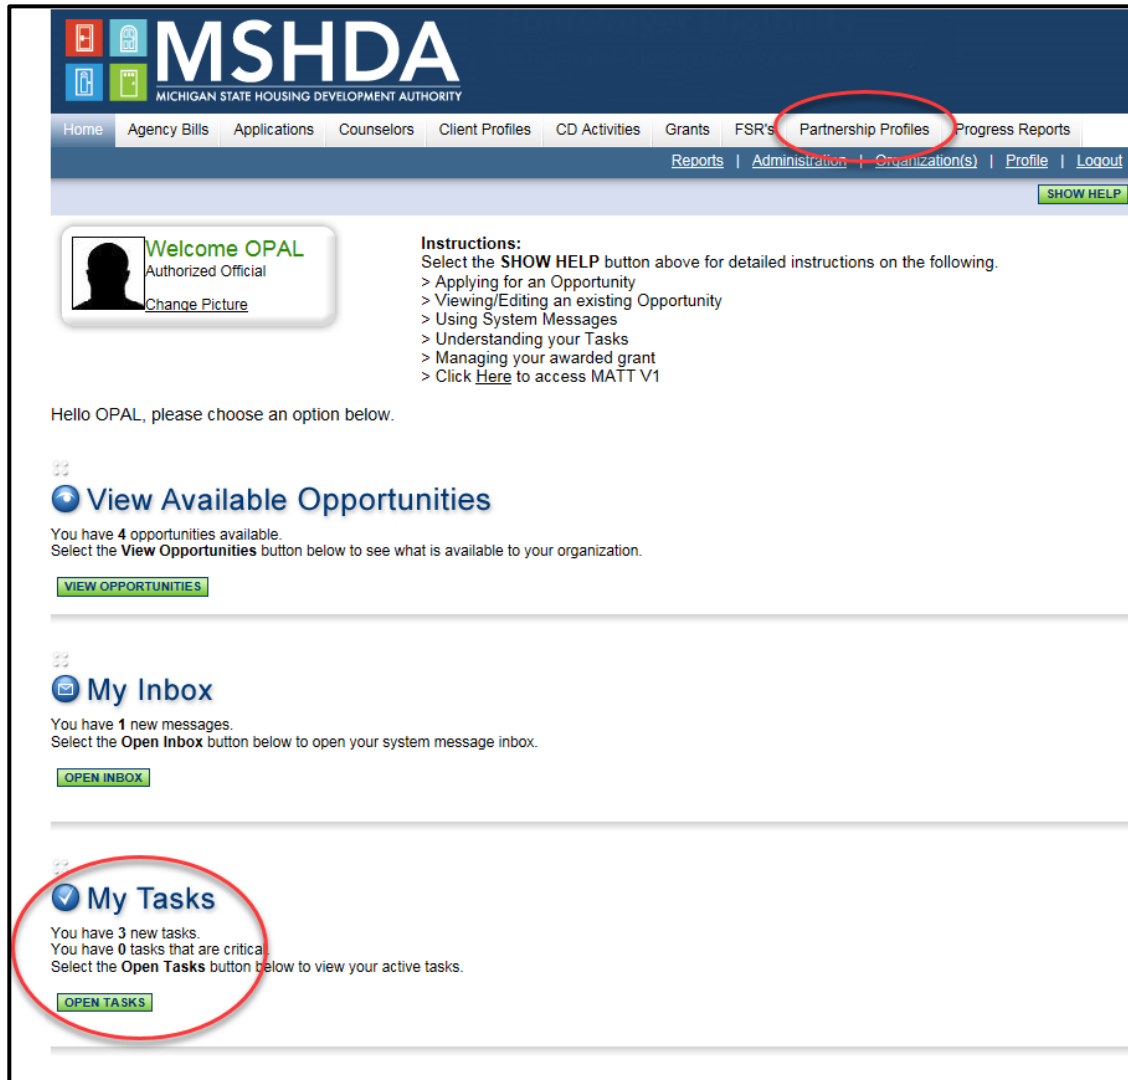 MSHDA
MICHIGAN STATE HOUSING DEVELOPMENT AUTHORITY
Home Agency Bills Applications Counselors Client Profiles CD Activities Grants FSR's Partnership Profiles Progress Reports
Reports | Administration | Organization(s) | Profile | Logout
SHOW HELP
Welcome OPAL
Authorized Official
Change Picture
Instructions:
Select the SHOW HELP button above for detailed instructions on the following.
> Applying for an Opportunity
> Viewing/Editing an existing Opportunity
> Using System Messages
> Understanding your Tasks
> Managing your awarded grant
> Click Here to access MATT V1
Hello OPAL, please choose an option below.
View Available Opportunities
You have 4 opportunities available.
Select the View Opportunities button below to see what is available to your organization.
VIEW OPPORTUNITIES
My Inbox
You have 1 new messages.
Select the Open Inbox button below to open your system message inbox.
OPEN INBOX
My Tasks
You have 3 new tasks.
You have 0 tasks that are critical.
Select the Open Tasks button below to view your active tasks.
OPEN TASKS